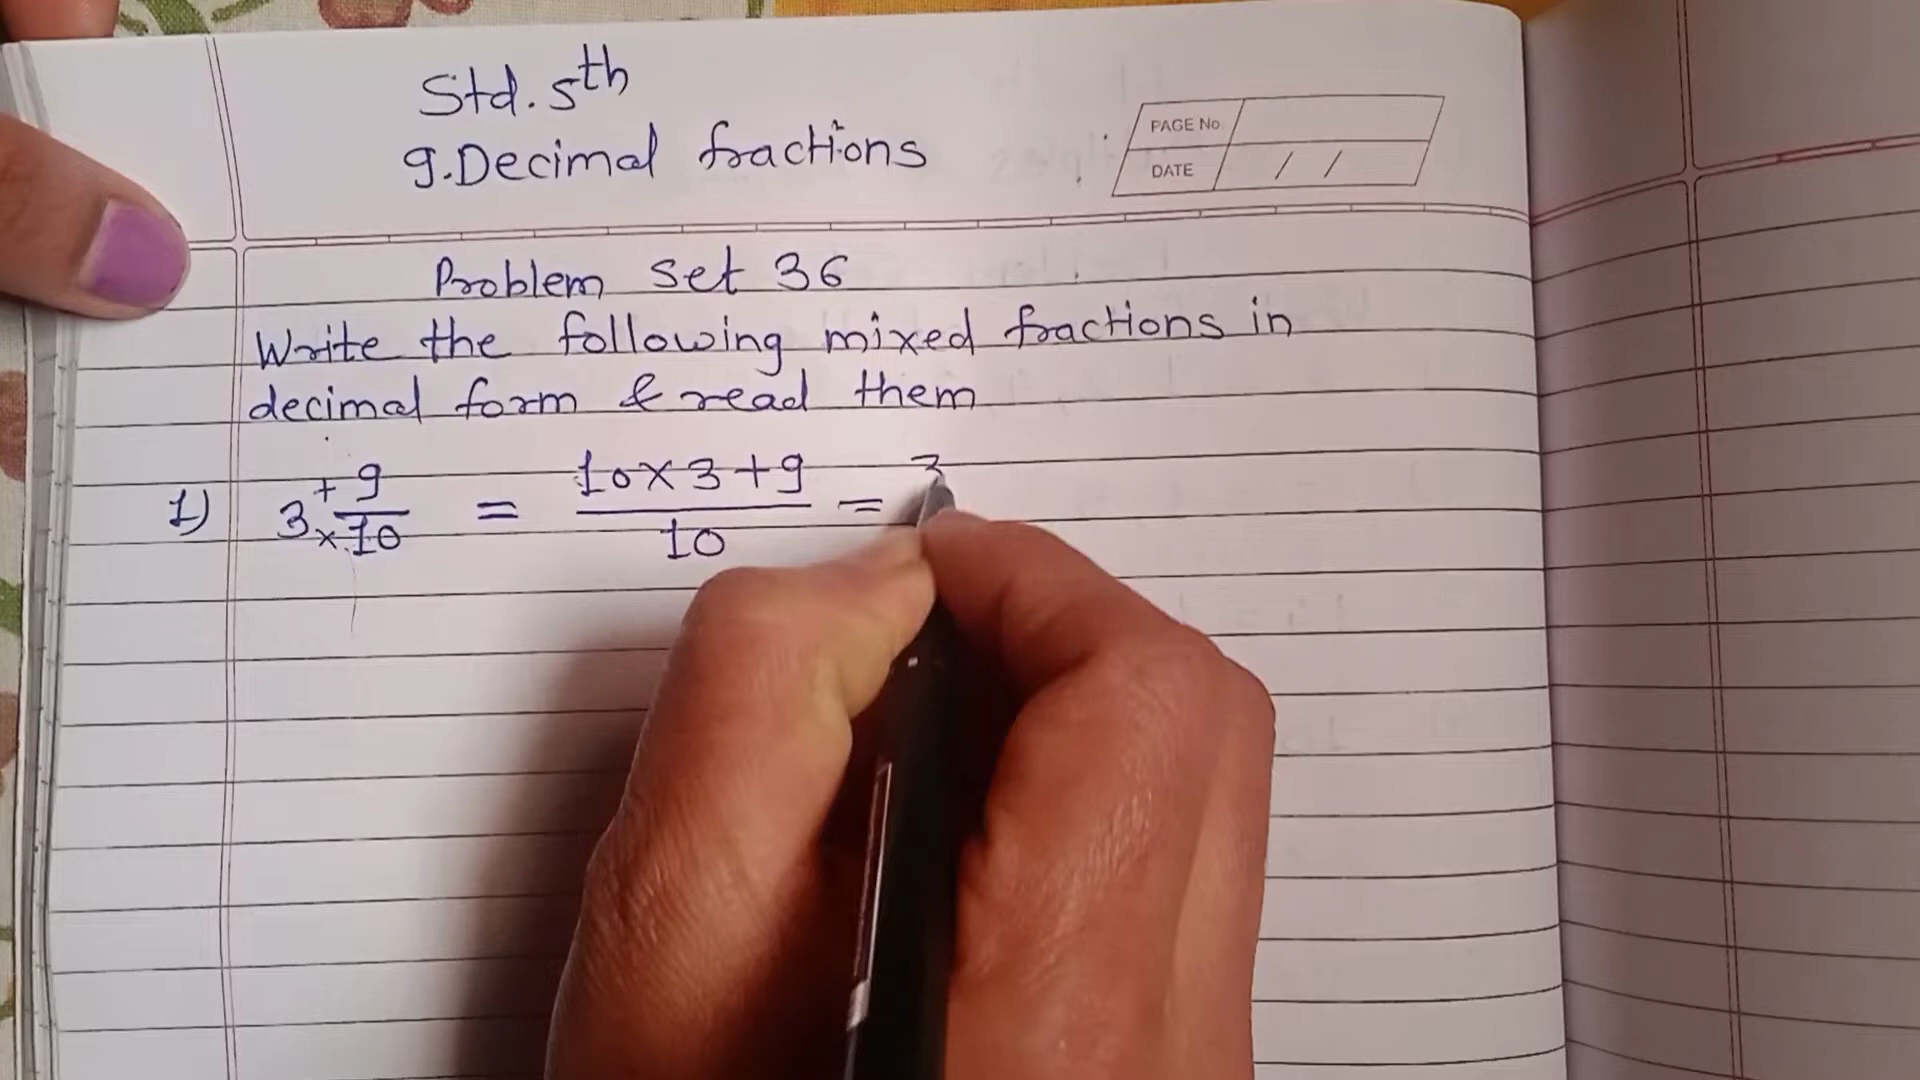 Std. 5th
9. Decimal fractions
PAGE No.
DATE / /
Problem set 36
Write the following mixed fractions in
decimal form & read them
1) 3 + 9 / × 10 = 10 × 3 + 9 / 10 = 3